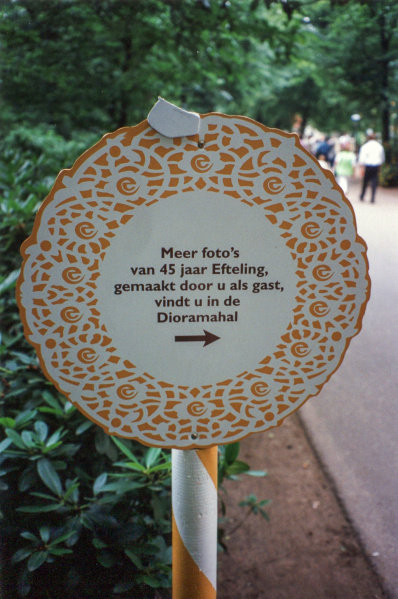 Meer foto's
van 45 jaar Efteling,
gemaakt door u als gast,
vindt u in de
Dioramahal